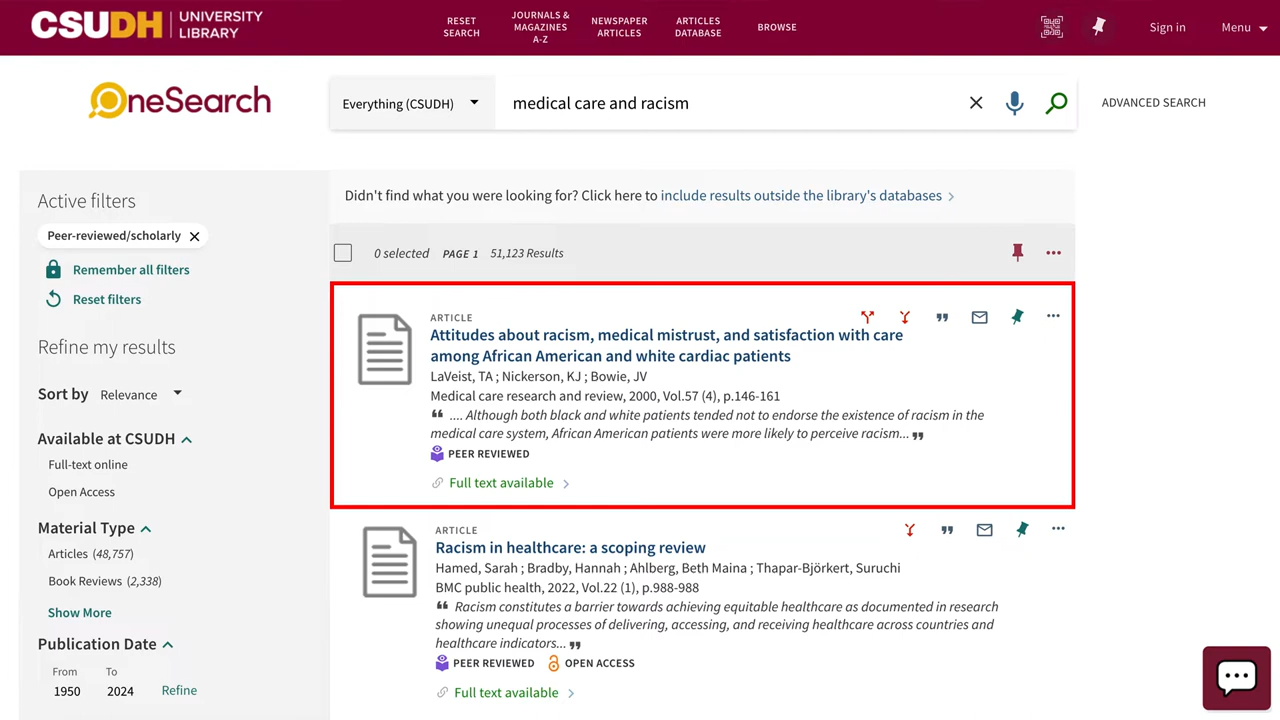 CSUDH UNIVERSITY LIBRARY
RESET SEARCH
JOURNALS & MAGAZINES A-Z
NEWSPAPER ARTICLES
ARTICLES DATABASE
BROWSE
Sign in
Menu
OneSearch
Everything (CSUDH)
medical care and racism
ADVANCED SEARCH
Active filters
Peer-reviewed/scholarly
Remember all filters
Reset filters
Refine my results
Sort by Relevance
Available at CSUDH
Full-text online
Open Access
Material Type
Articles (48,757)
Book Reviews (2,338)
Show More
Publication Date
From To
1950 2024 Refine
Didn't find what you were looking for? Click here to include results outside the library's databases
0 selected PAGE 1 51,123 Results
ARTICLE
Attitudes about racism, medical mistrust, and satisfaction with care
among African American and white cardiac patients
LaVeist, TA ; Nickerson, KJ ; Bowie, JV
Medical care research and review, 2000, Vol.57 (4), p.146-161
❝ .... Although both black and white patients tended not to endorse the existence of racism in the
medical care system, African American patients were more likely to perceive racism... ❞
PEER REVIEWED
Full text available
ARTICLE
Racism in healthcare: a scoping review
Hamed, Sarah ; Bradby, Hannah ; Ahlberg, Beth Maina ; Thapar-Björkert, Suruchi
BMC public health, 2022, Vol.22 (1), p.988-988
❝ Racism constitutes a barrier towards achieving equitable healthcare as documented in research
showing unequal processes of delivering, accessing, and receiving healthcare across countries and
healthcare indicators... ❞
PEER REVIEWED OPEN ACCESS
Full text available